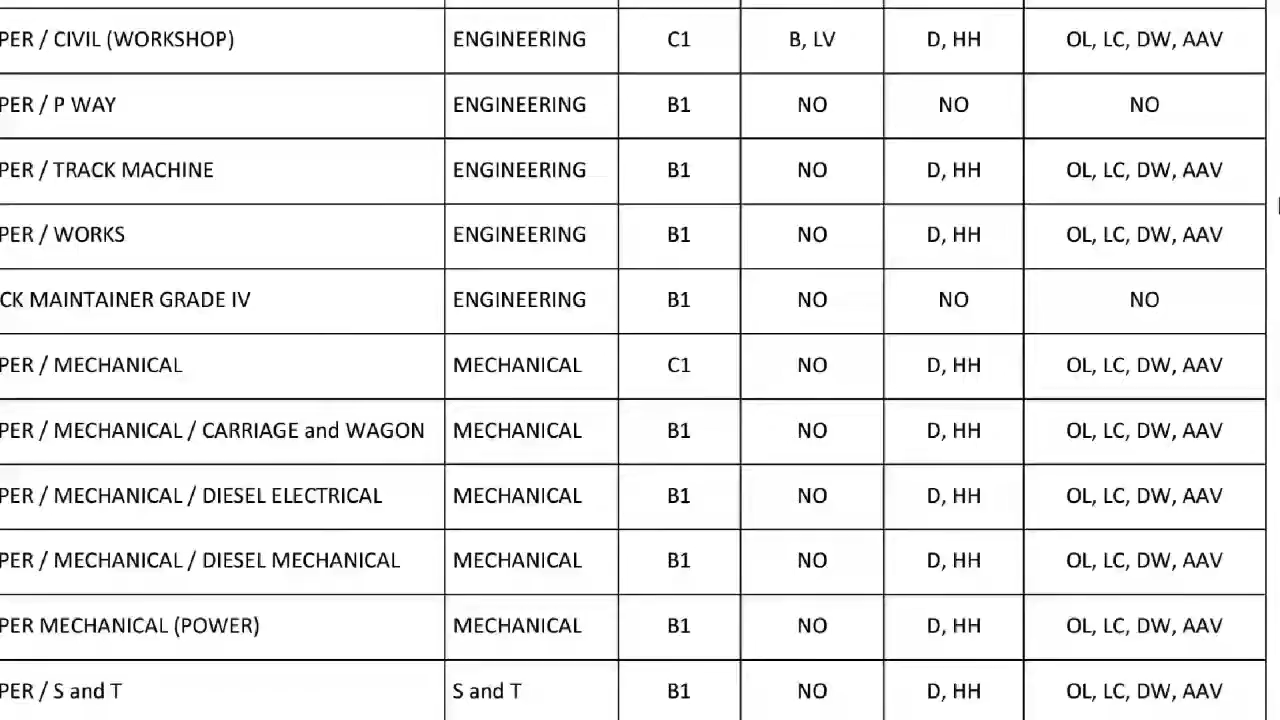 PER / CIVIL (WORKSHOP) ENGINEERING C1 B, LV D, HH OL, LC, DW, AAV
PER / P WAY ENGINEERING B1 NO NO NO
PER / TRACK MACHINE ENGINEERING B1 NO D, HH OL, LC, DW, AAV
PER / WORKS ENGINEERING B1 NO D, HH OL, LC, DW, AAV
CK MAINTAINER GRADE IV ENGINEERING B1 NO NO NO
PER / MECHANICAL MECHANICAL C1 NO D, HH OL, LC, DW, AAV
PER / MECHANICAL / CARRIAGE and WAGON MECHANICAL B1 NO D, HH OL, LC, DW, AAV
PER / MECHANICAL / DIESEL ELECTRICAL MECHANICAL B1 NO D, HH OL, LC, DW, AAV
PER / MECHANICAL / DIESEL MECHANICAL MECHANICAL B1 NO D, HH OL, LC, DW, AAV
PER MECHANICAL (POWER) MECHANICAL B1 NO D, HH OL, LC, DW, AAV
PER / S and T S and T B1 NO D, HH OL, LC, DW, AAV